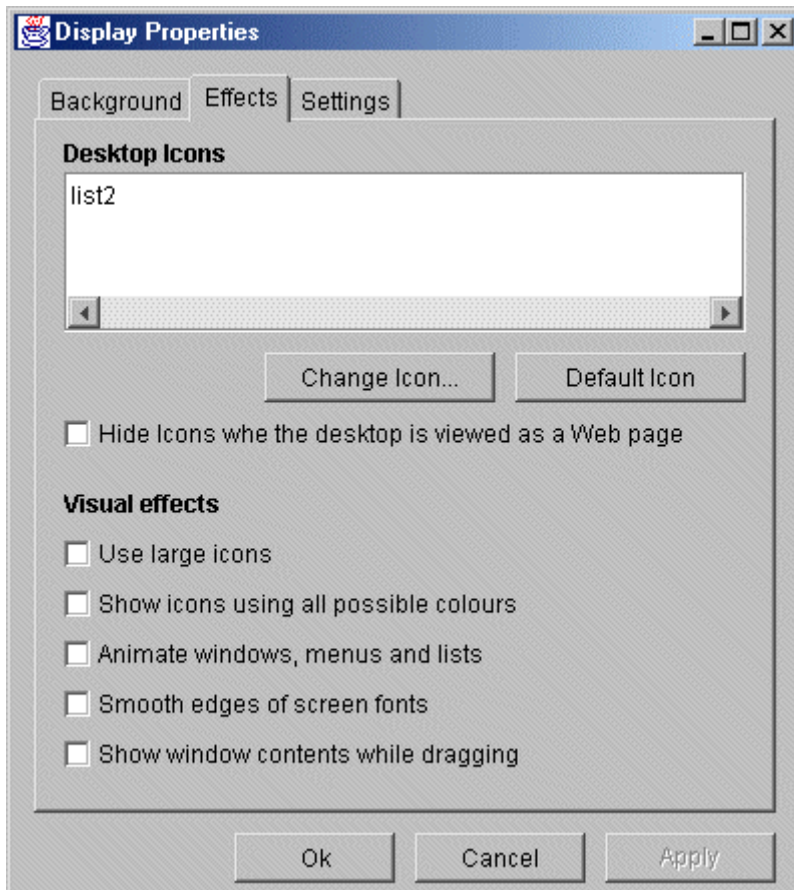 Display Properties
Background Effects Settings
Desktop Icons
list2
Change Icon... Default Icon
Hide Icons whe the desktop is viewed as a Web page
Visual effects
Use large icons
Show icons using all possible colours
Animate windows, menus and lists
Smooth edges of screen fonts
Show window contents while dragging
Ok Cancel Apply